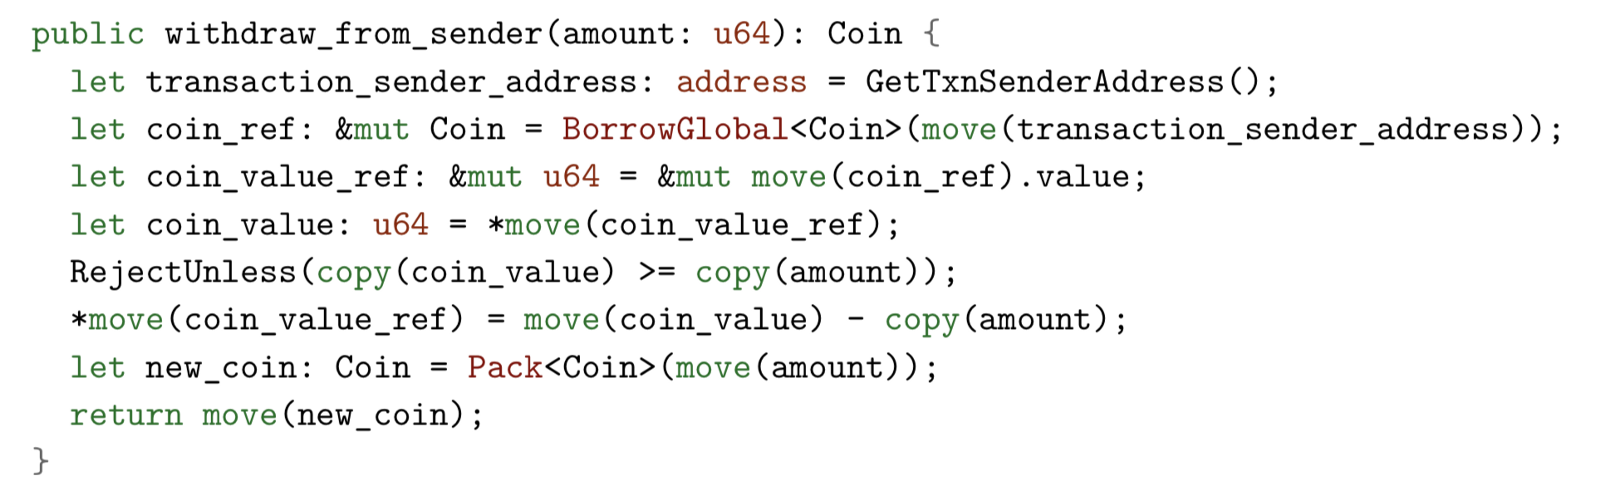 public withdraw_from_sender(amount: u64): Coin {
let transaction_sender_address: address = GetTxnSenderAddress();
let coin_ref: &mut Coin = BorrowGlobal<Coin>(move(transaction_sender_address));
let coin_value_ref: &mut u64 = &mut move(coin_ref).value;
let coin_value: u64 = *move(coin_value_ref);
RejectUnless(copy(coin_value) >= copy(amount));
*move(coin_value_ref) = move(coin_value) - copy(amount);
let new_coin: Coin = Pack<Coin>(move(amount));
return move(new_coin);
}